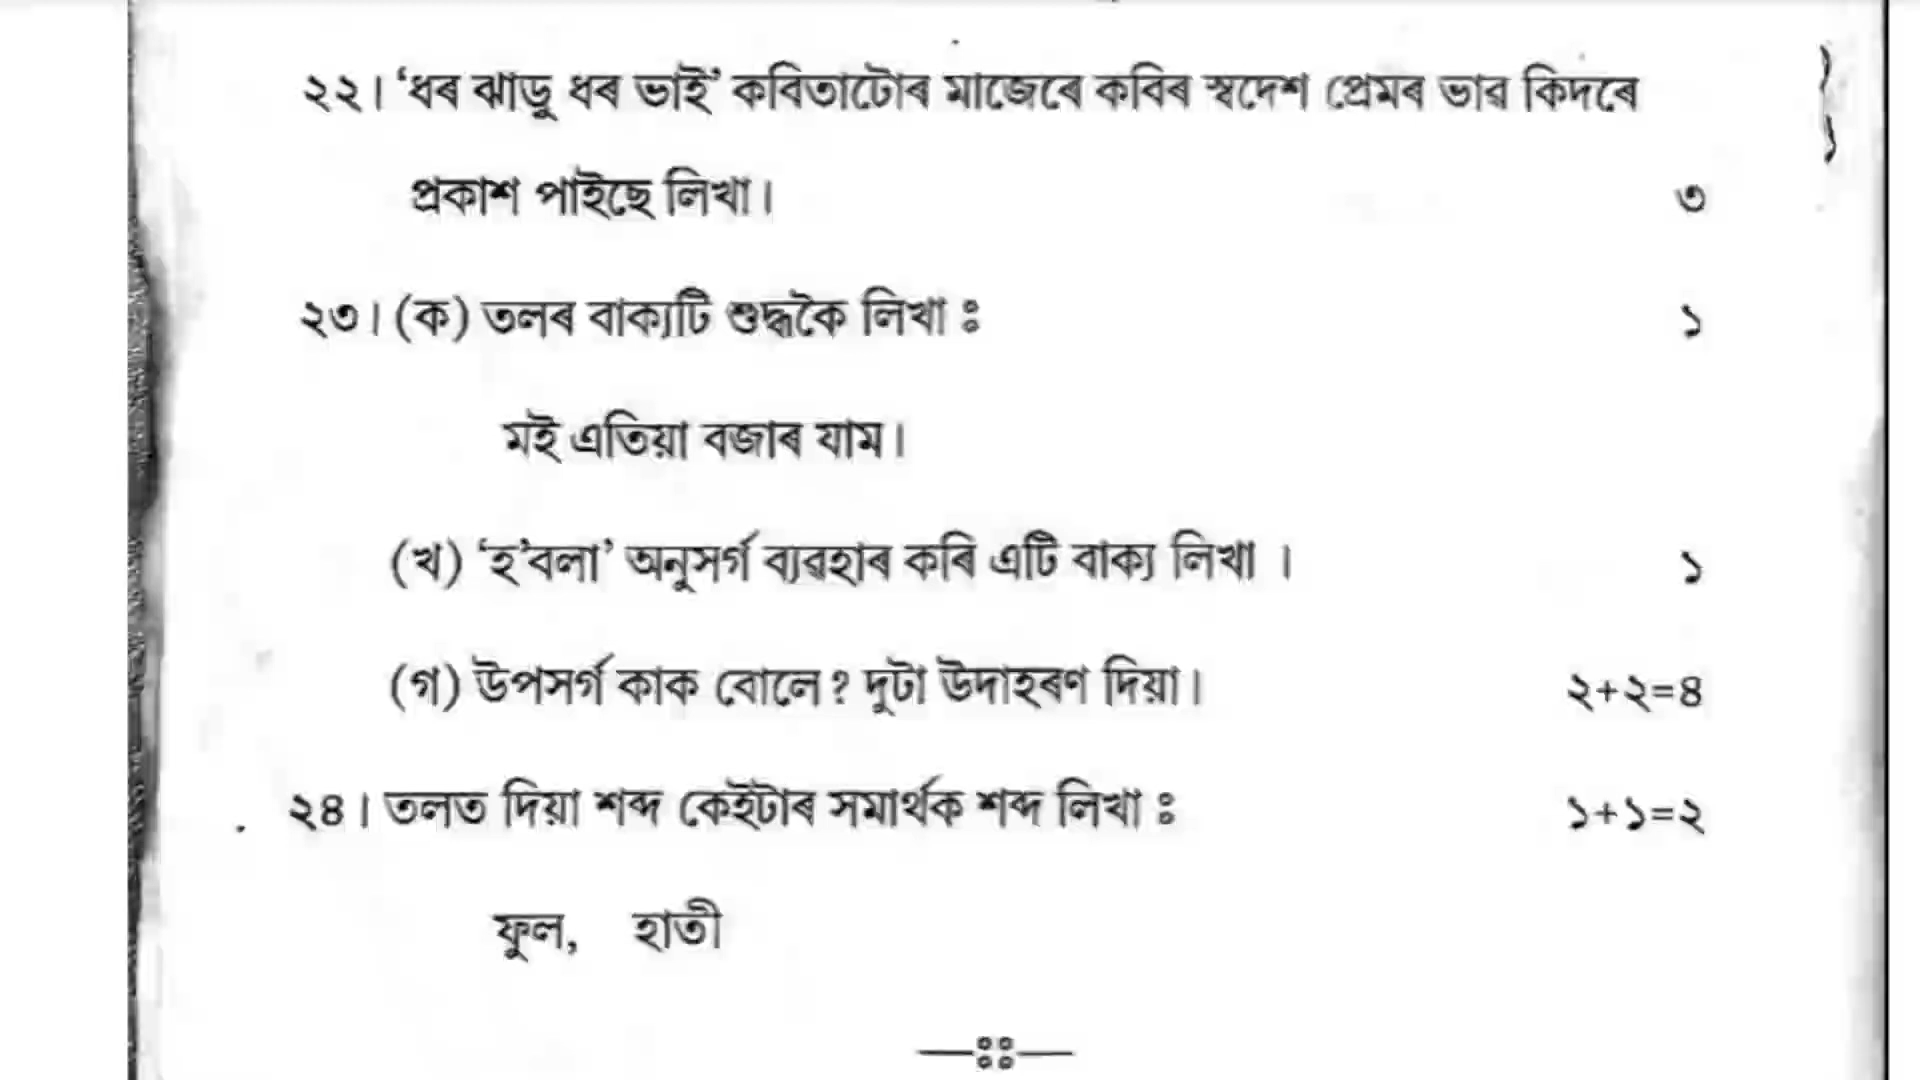 ২২। ‘ধৰ ঝাড়ু ধৰ ভাই’ কবিতাটোৰ মাজেৰে কবিৰ স্বদেশ প্ৰেমৰ ভাৱ কিদৰে
প্ৰকাশ পাইছে লিখা। ৩
২৩। (ক) তলৰ বাক্যটি শুদ্ধকৈ লিখা ঃ ১
মই এতিয়া বজাৰ যাম।
(খ) ‘হ’বলা’ অনুসৰ্গ ব্যৱহাৰ কৰি এটি বাক্য লিখা । ১
(গ) উপসৰ্গ কাক বোলে? দুটা উদাহৰণ দিয়া। ২+২=৪
২৪। তলত দিয়া শব্দ কেইটাৰ সমাৰ্থক শব্দ লিখা ঃ ১+১=২
ফুল, হাতী